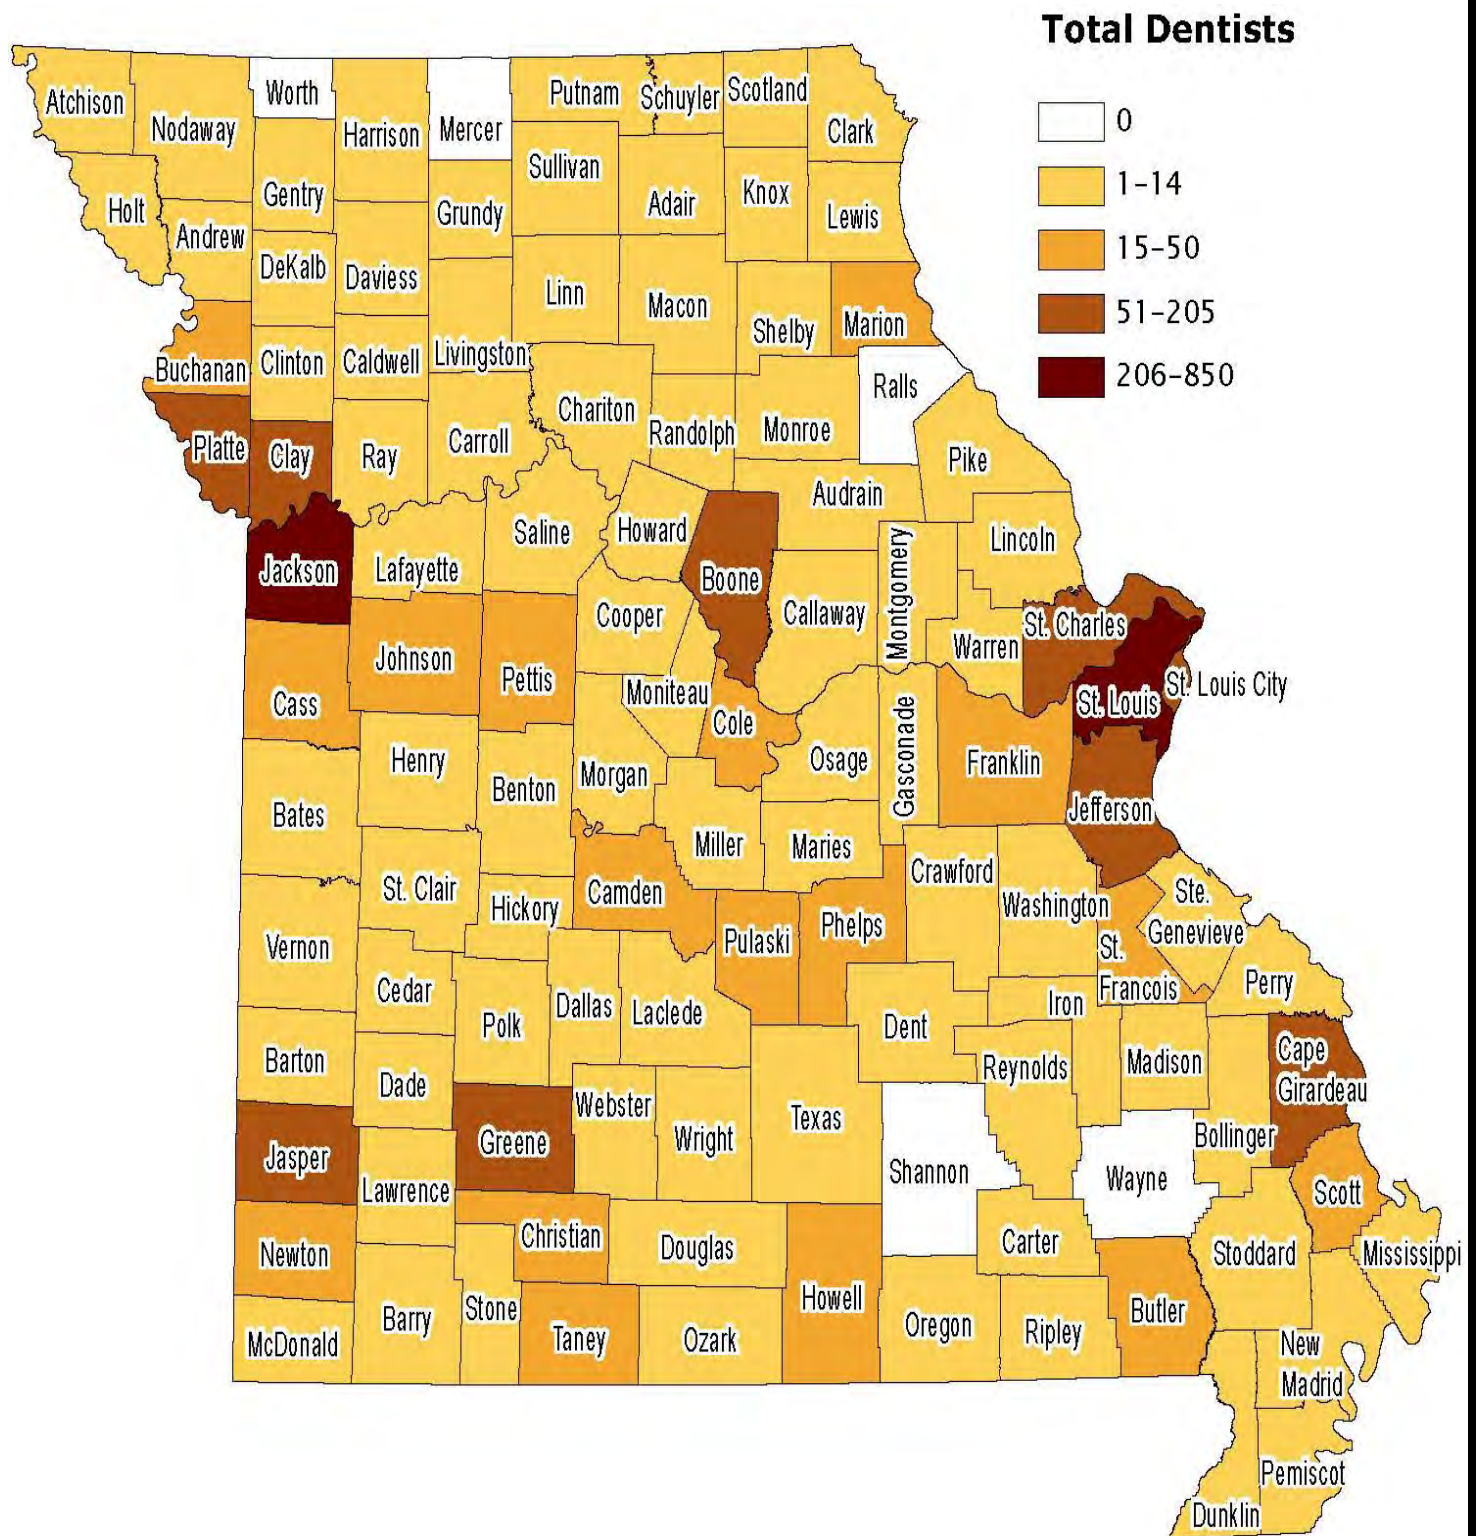 Total Dentists
0
1-14
15-50
51-205
206-850
Atchison
Nodaway
Worth
Harrison
Mercer
Putnam
Schuyler
Scotland
Clark
Holt
Andrew
Gentry
DeKalb
Daviess
Grundy
Sullivan
Adair
Knox
Lewis
Linn
Macon
Shelby
Marion
Buchanan
Clinton
Caldwell
Livingston
Chariton
Randolph
Monroe
Ralls
Pike
Platte
Clay
Ray
Carroll
Audrain
Jackson
Lafayette
Saline
Howard
Boone
Callaway
Montgomery
Lincoln
Warren
St. Charles
St. Louis
St. Louis City
Cass
Johnson
Pettis
Cooper
Moniteau
Cole
Osage
Gasconade
Franklin
Jefferson
Bates
Henry
Benton
Morgan
Miller
Maries
Crawford
Washington
Ste.
Genevieve
St.
Francois
Perry
Vernon
St. Clair
Hickory
Camden
Pulaski
Phelps
Cedar
Polk
Dallas
Laclede
Dent
Iron
Reynolds
Madison
Cape
Girardeau
Barton
Dade
Webster
Wright
Texas
Bollinger
Jasper
Greene
Lawrence
Shannon
Wayne
Scott
Newton
Christian
Douglas
Howell
Carter
Stoddard
Mississippi
McDonald
Barry
Stone
Taney
Ozark
Oregon
Ripley
Butler
New
Madrid
Pemiscot
Dunklin